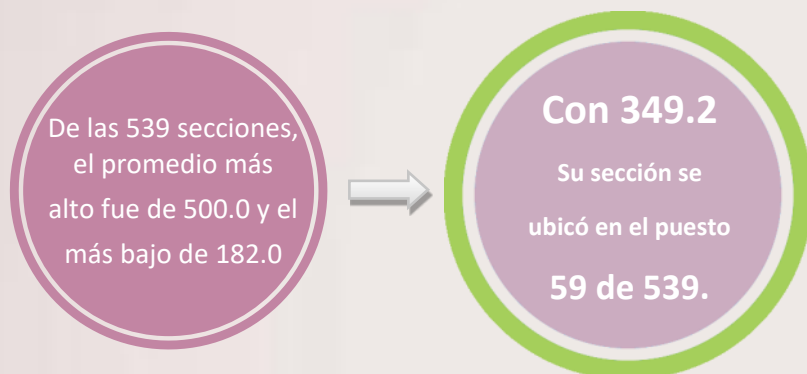 De las 539 secciones,
el promedio más
alto fue de 500.0 y el
más bajo de 182.0
Con 349.2
Su sección se
ubicó en el puesto
59 de 539.